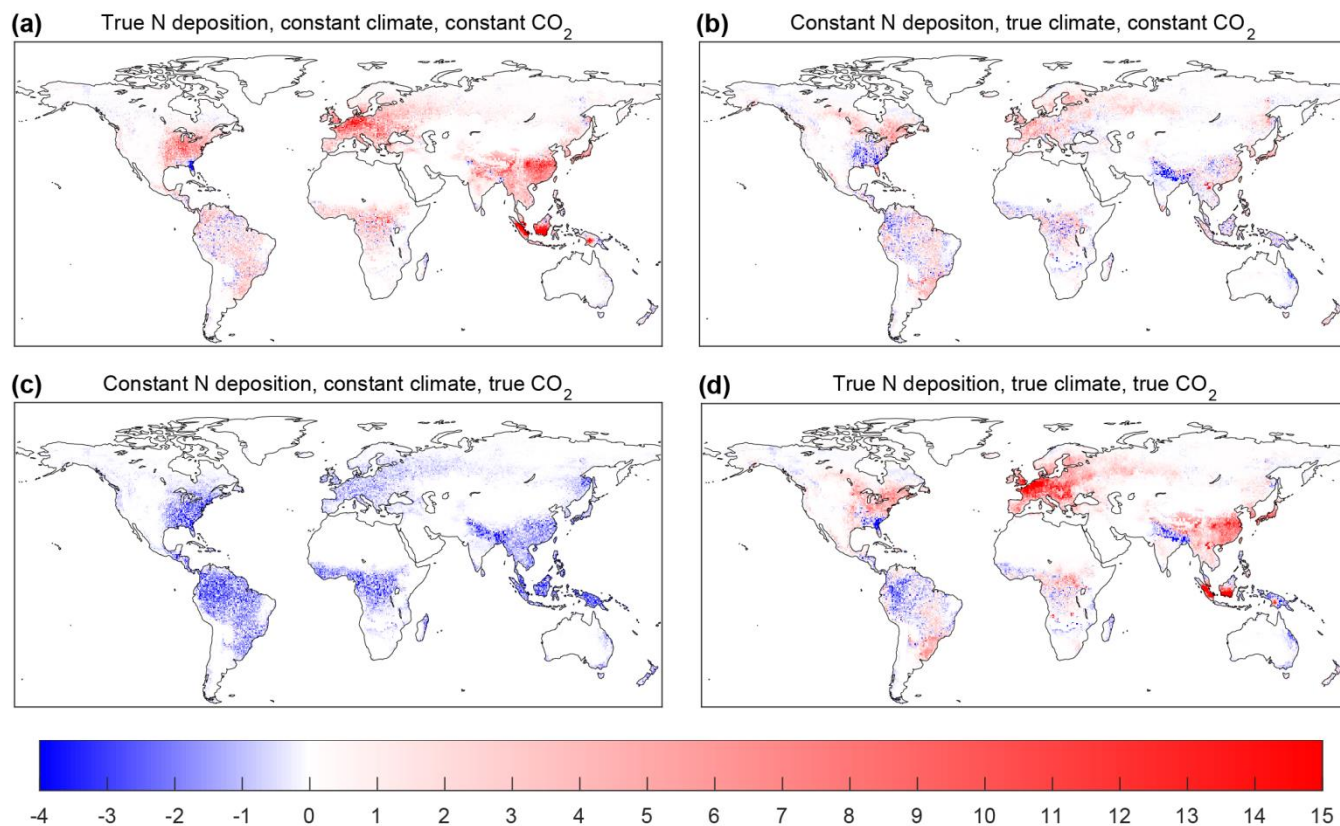 (a) True N deposition, constant climate, constant CO₂
(b) Constant N depositon, true climate, constant CO₂
(c) Constant N deposition, constant climate, true CO₂
(d) True N deposition, true climate, true CO₂
-4 -3 -2 -1 0 1 2 3 4 5 6 7 8 9 10 11 12 13 14 15